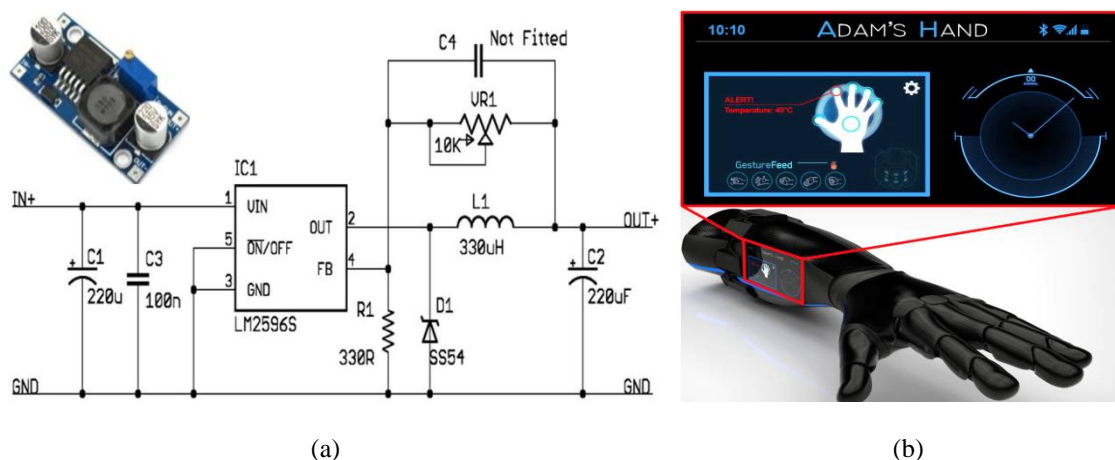 C4
Not Fitted
VR1
10K
IC1
IN+
1
VIN
OUT
2
L1
330uH
OUT+
5
ON/OFF
FB
4
3
GND
LM2596S
C1
220u
C3
100n
R1
330R
D1
SS54
C2
220uF
GND
GND
(a)
10:10
ADAM'S HAND
ALERT!
Temperature: 40°C
GestureFeed
(b)